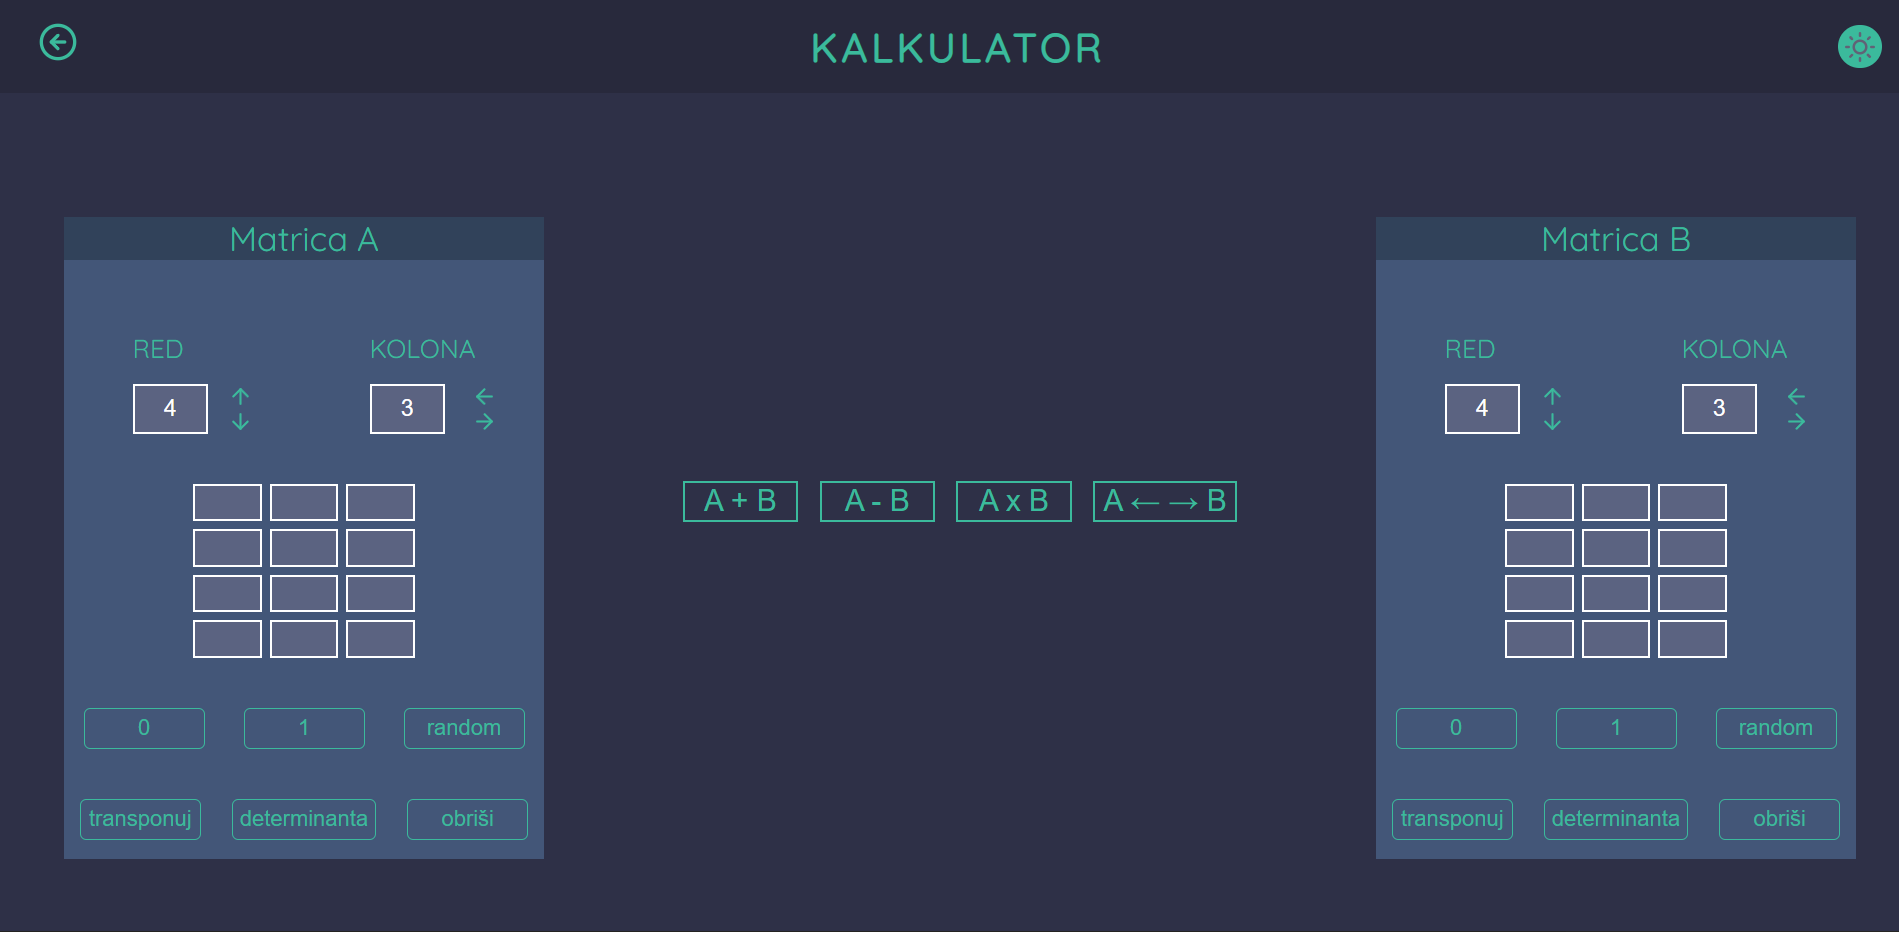 KALKULATOR
Matrica A
RED KOLONA
4 3
0 1 random
transponuj determinanta obriši
A + B A - B A x B A ←→ B
Matrica B
RED KOLONA
4 3
0 1 random
transponuj determinanta obriši